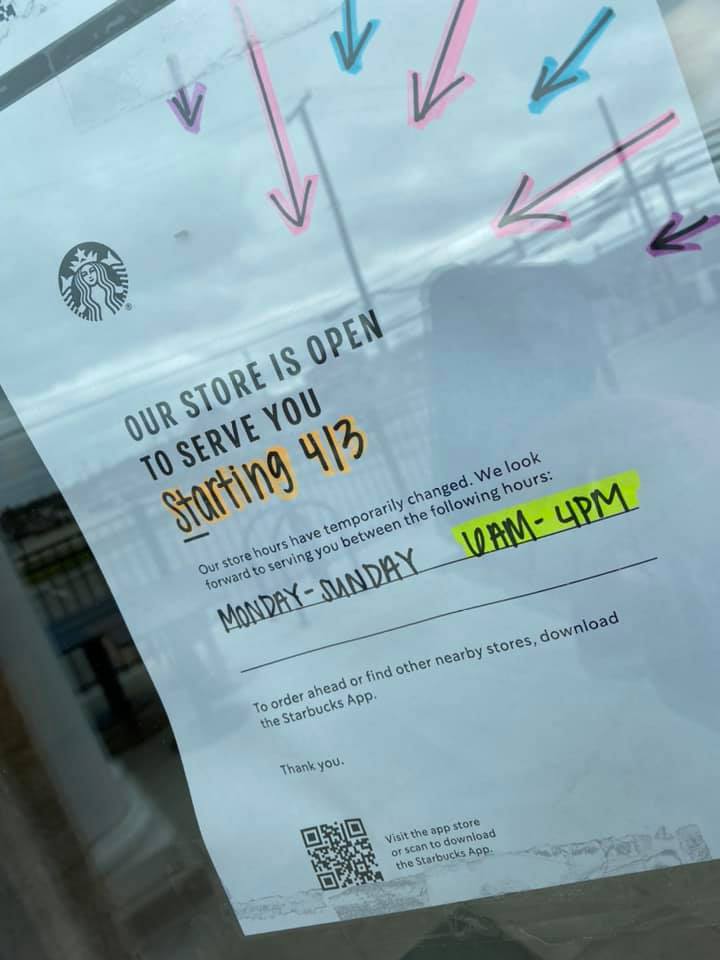 OUR STORE IS OPEN
TO SERVE YOU
Starting 4/3
Our store hours have temporarily changed. We look
forward to serving you between the following hours:
MONDAY-SUNDAY 6AM-4PM
To order ahead or find other nearby stores, download
the Starbucks App.
Thank you.
Visit the app store
or scan to download
the Starbucks App.